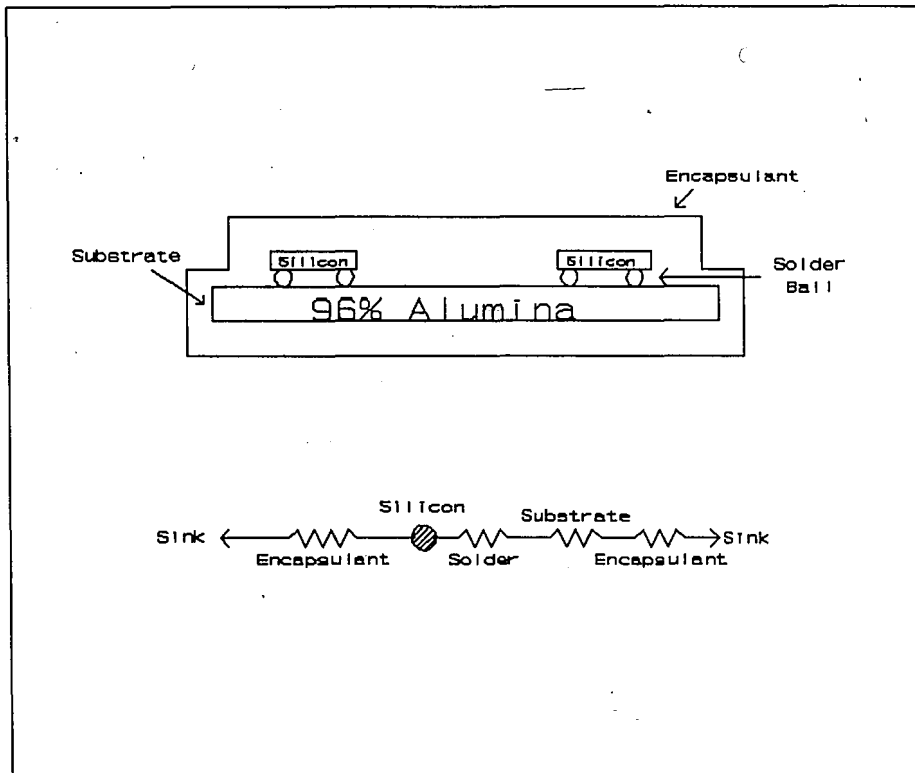 Encapsulant
Substrate
Silicon
Silicon
Solder
Ball
96% Alumina
Silicon
Substrate
Sink
Sink
Encapsulant
Solder
Encapsulant